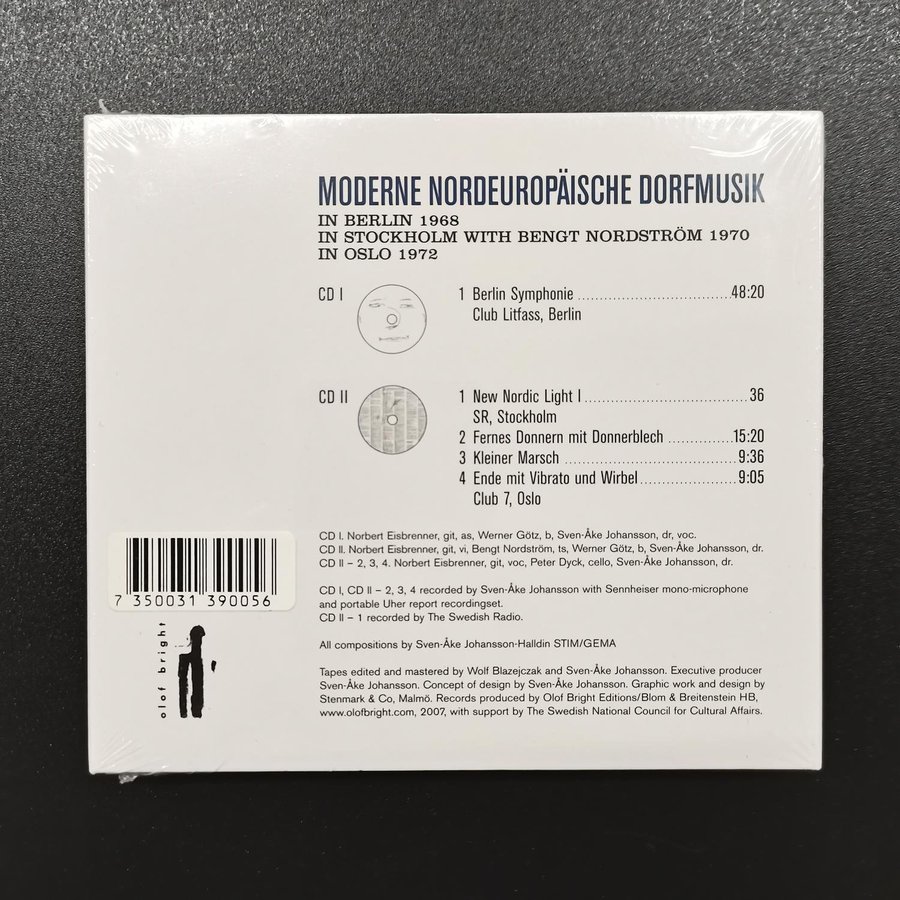 MODERNE NORDEUROPÄISCHE DORFMUSIK
IN BERLIN 1968
IN STOCKHOLM WITH BENGT NORDSTRÖM 1970
IN OSLO 1972
CD I
1 Berlin Symphonie 48:20
Club Litfass, Berlin
CD II
1 New Nordic Light I 36
SR, Stockholm
2 Fernes Donnern mit Donnerblech 15:20
3 Kleiner Marsch 9:36
4 Ende mit Vibrato und Wirbel 9:05
Club 7, Oslo
CD I. Norbert Eisbrenner, git, as, Werner Götz, b, Sven-Åke Johansson, dr, voc.
CD II. Norbert Eisbrenner, git, vi, Bengt Nordström, ts, Werner Götz, b, Sven-Åke Johansson, dr.
CD II – 2, 3, 4. Norbert Eisbrenner, git, voc, Peter Dyck, cello, Sven-Åke Johansson, dr.
CD I, CD II – 2, 3, 4 recorded by Sven-Åke Johansson with Sennheiser mono-microphone
and portable Uher report recordingset.
CD II – 1 recorded by The Swedish Radio.
All compositions by Sven-Åke Johansson-Halldin STIM/GEMA
Tapes edited and mastered by Wolf Blazejczak and Sven-Åke Johansson. Executive producer
Sven-Åke Johansson. Concept of design by Sven-Åke Johansson. Graphic work and design by
Stenmark & Co, Malmö. Records produced by Olof Bright Editions/Blom & Breitenstein HB,
www.olofbright.com, 2007, with support by The Swedish National Council for Cultural Affairs.
7 350031 390056
olof bright